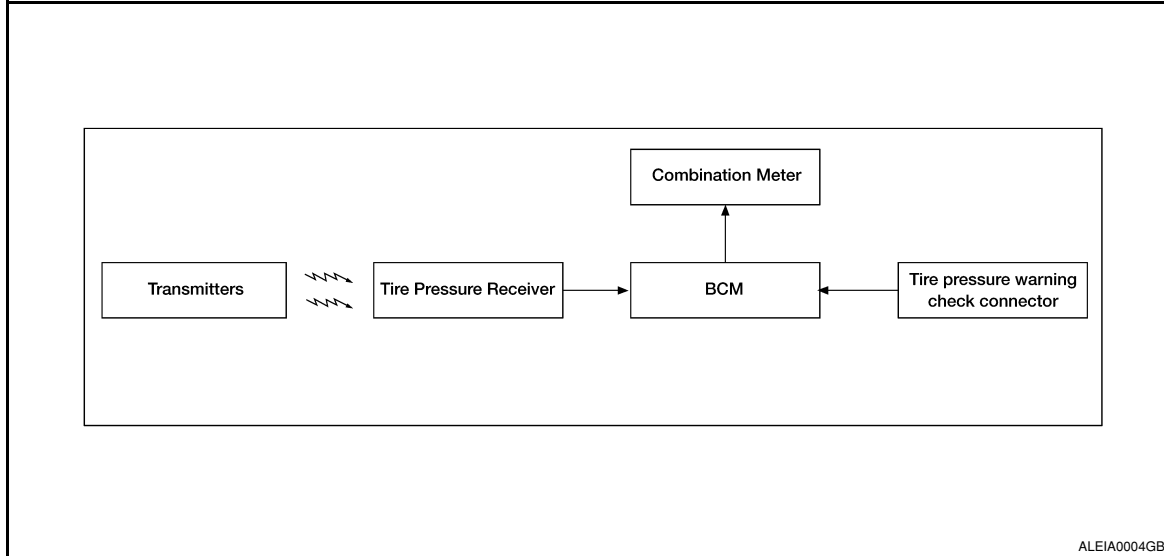 Combination Meter
Transmitters
Tire Pressure Receiver
BCM
Tire pressure warning
check connector
ALEIA0004GB